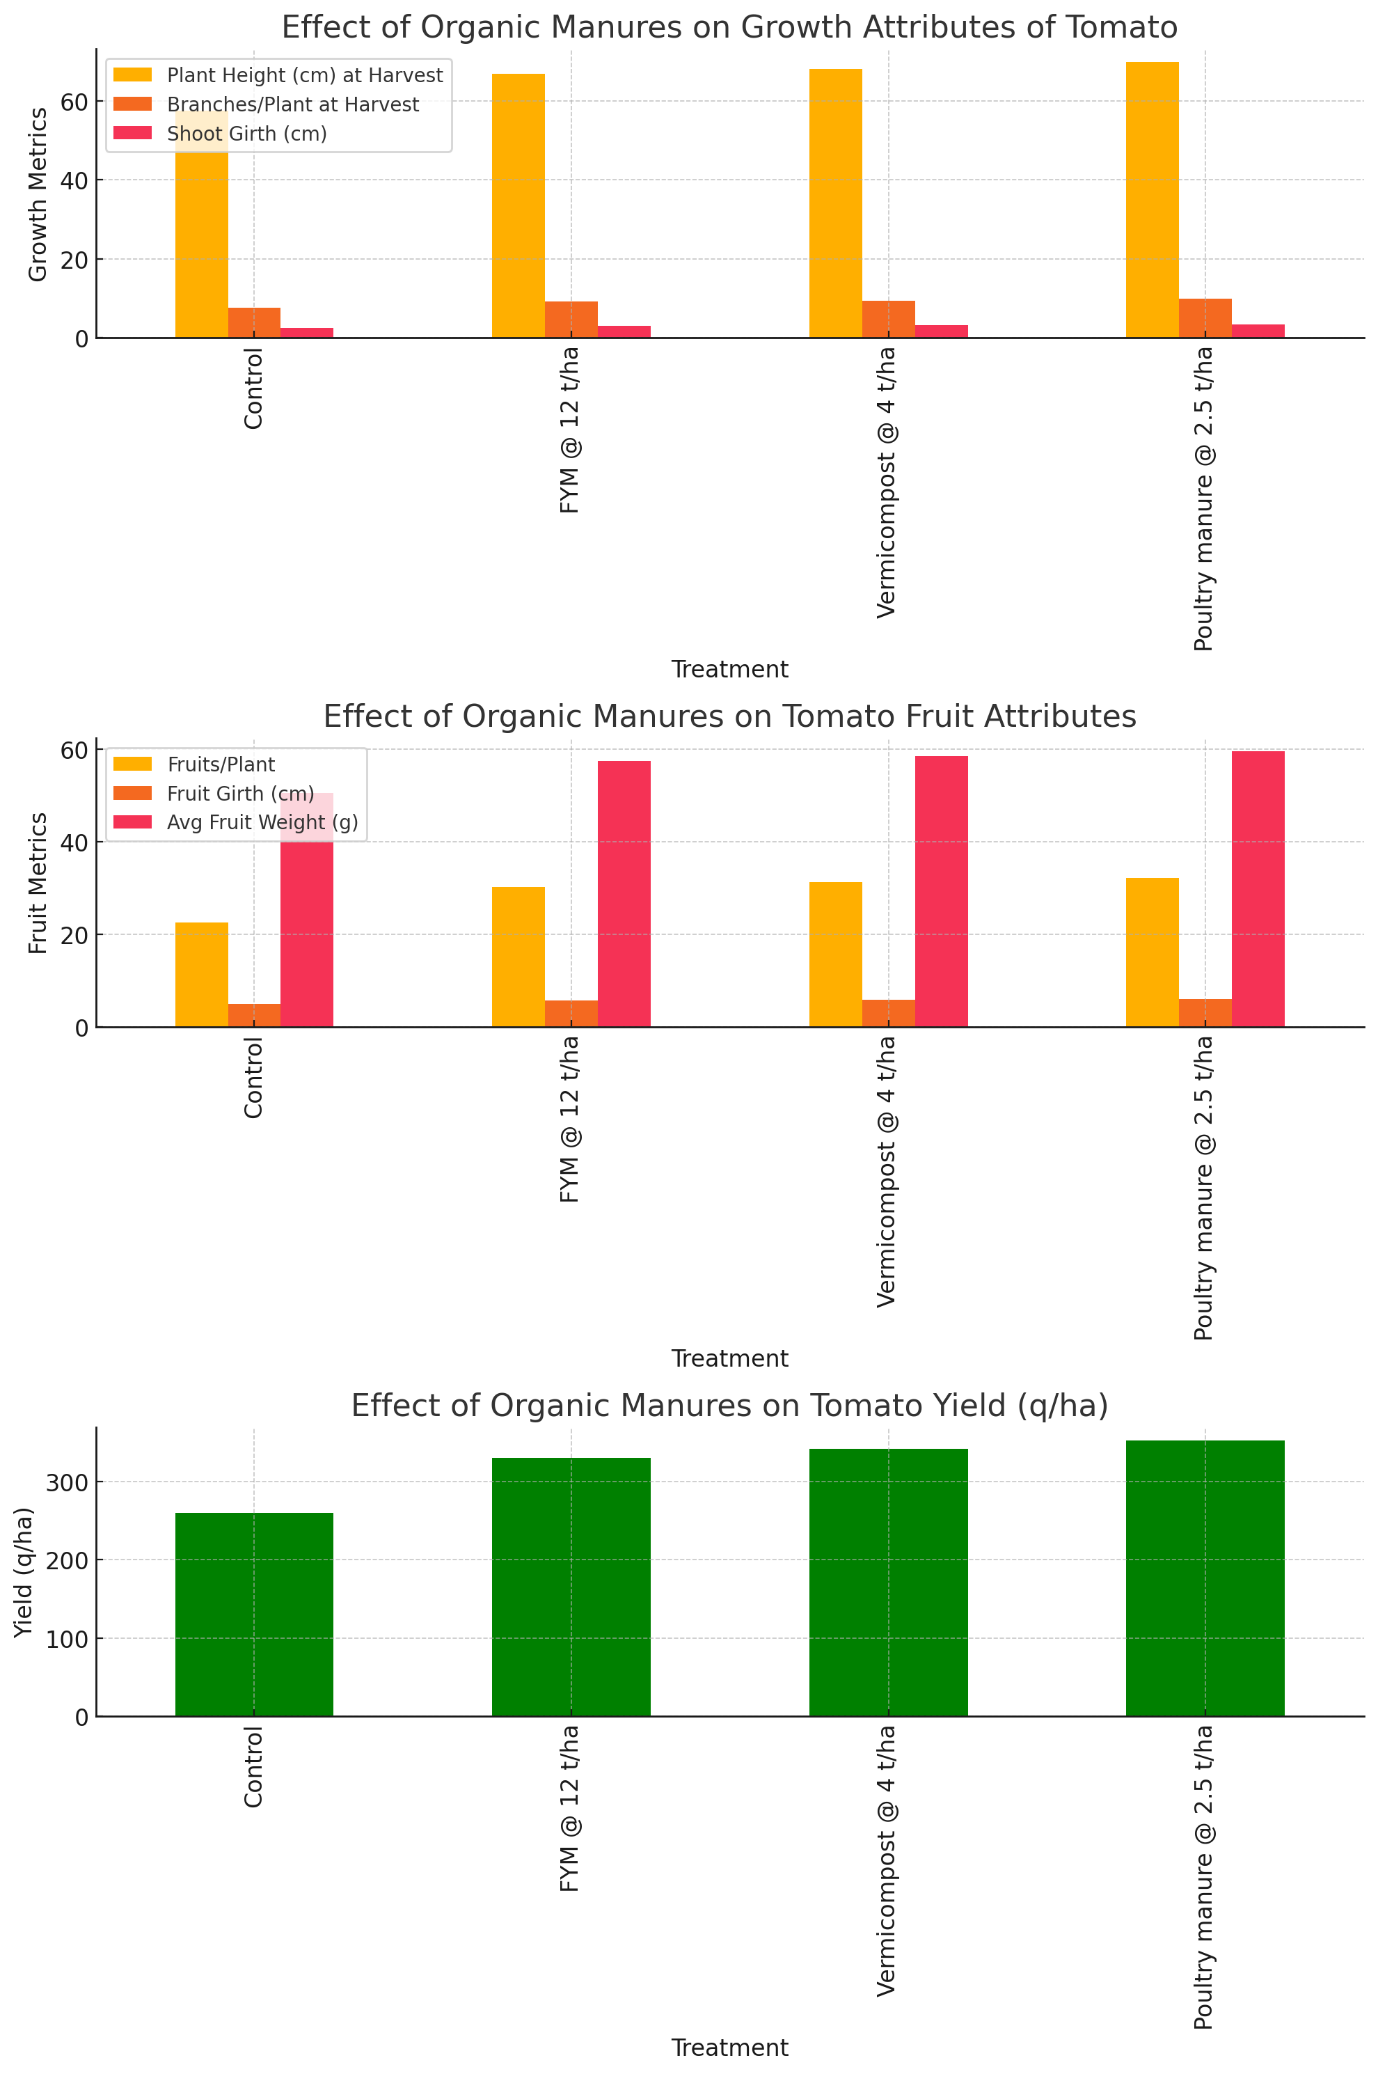 Effect of Organic Manures on Growth Attributes of Tomato
Plant Height (cm) at Harvest
Branches/Plant at Harvest
Shoot Girth (cm)
Growth Metrics
60
40
20
0
Control
FYM @ 12 t/ha
Vermicompost @ 4 t/ha
Poultry manure @ 2.5 t/ha
Treatment
Effect of Organic Manures on Tomato Fruit Attributes
Fruits/Plant
Fruit Girth (cm)
Avg Fruit Weight (g)
Fruit Metrics
60
40
20
0
Control
FYM @ 12 t/ha
Vermicompost @ 4 t/ha
Poultry manure @ 2.5 t/ha
Treatment
Effect of Organic Manures on Tomato Yield (q/ha)
Yield (q/ha)
300
200
100
0
Control
FYM @ 12 t/ha
Vermicompost @ 4 t/ha
Poultry manure @ 2.5 t/ha
Treatment